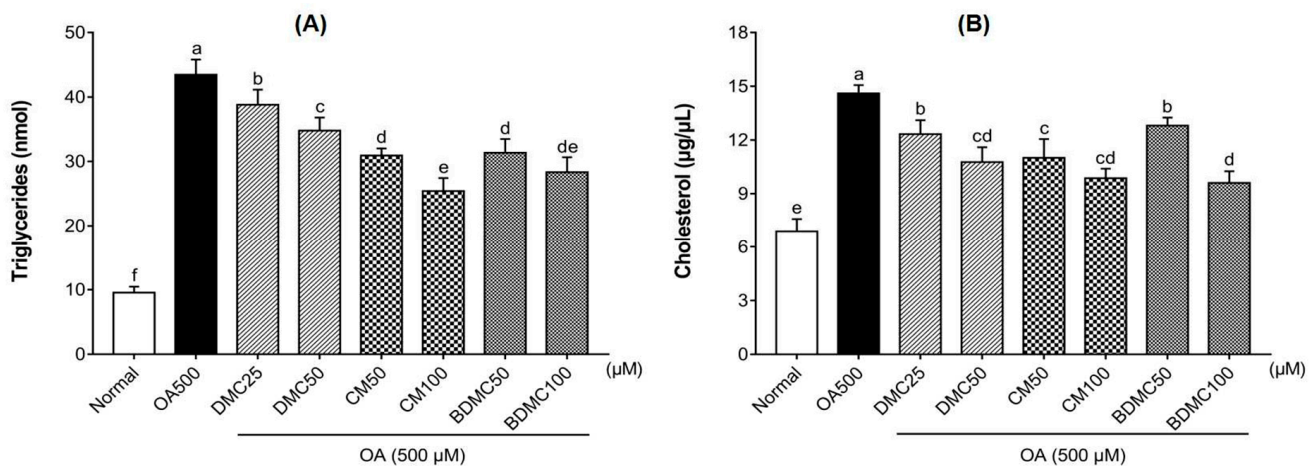 (A)
Triglycerides (nmol)
50
40
30
20
10
0
f
a
b
c
d
e
d
de
Normal
OA500
DMC25
DMC50
CM50
CM100
BDMC50
BDMC100
(µM)
OA (500 µM)
(B)
Cholesterol (µg/µL)
18
15
12
9
6
3
0
e
a
b
cd
c
cd
b
d
Normal
OA500
DMC25
DMC50
CM50
CM100
BDMC50
BDMC100
(µM)
OA (500 µM)